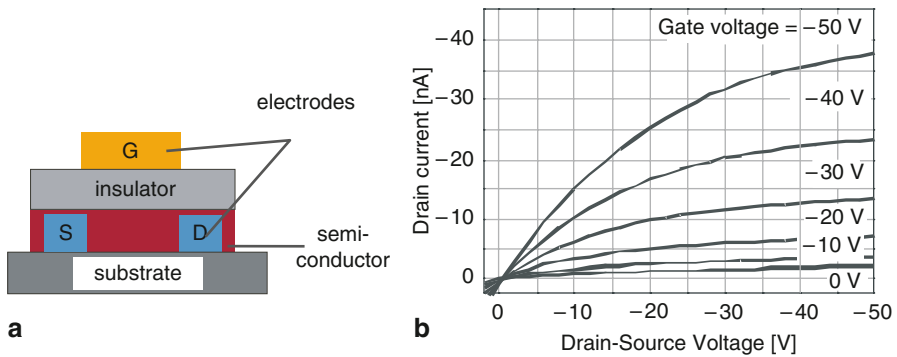 electrodes
G
insulator
S
D
semi-
conductor
substrate
a
Drain current [nA]
−40
−30
−20
−10
0
Gate voltage = −50 V
−40 V
−30 V
−20 V
−10 V
0 V
0
−10
−20
−30
−40
−50
Drain-Source Voltage [V]
b